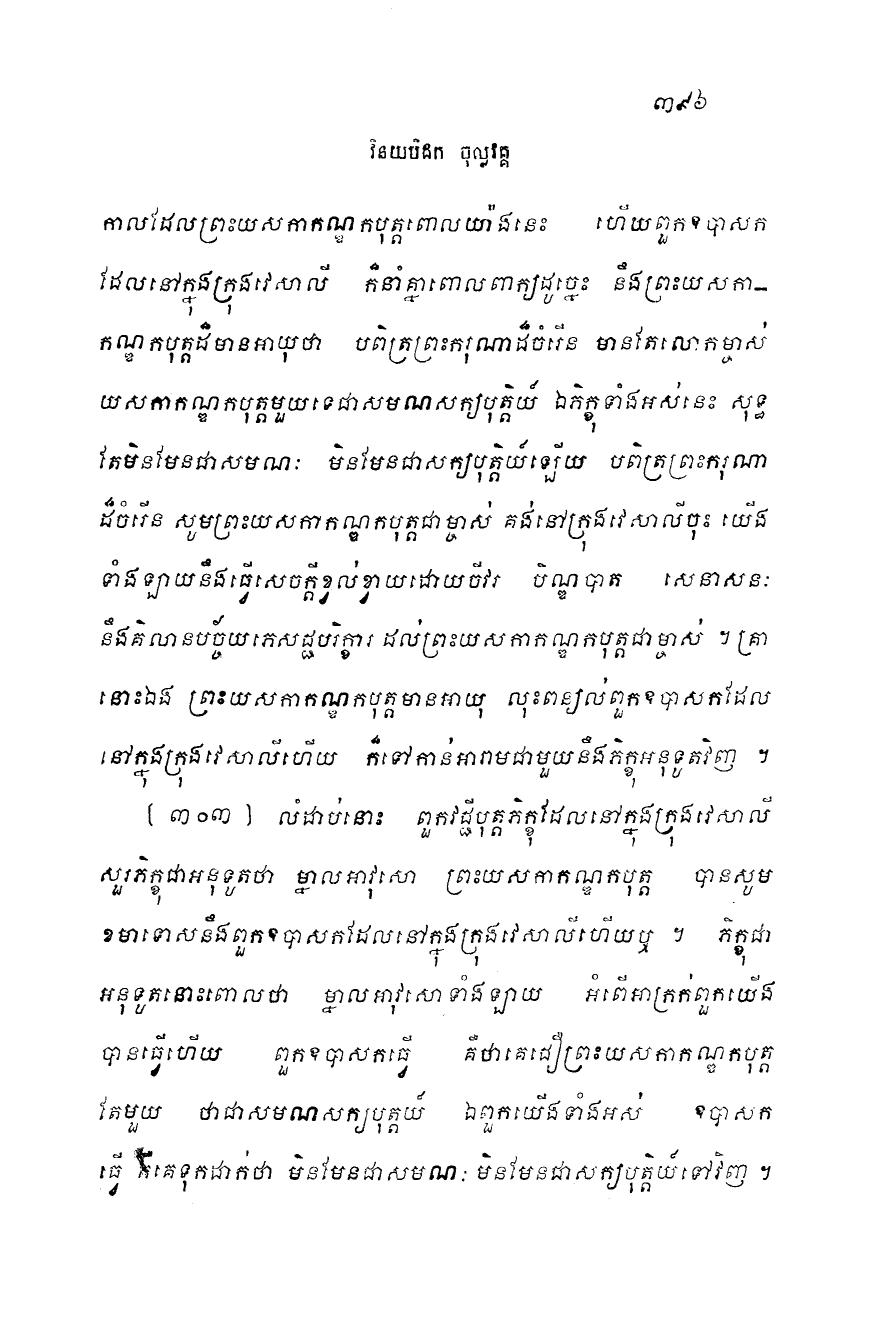 ៣៩៦
វិនយបិដក ចុល្លវគ្គ
កាលដែលព្រះយសកាកណ្ឌកបុត្តពោលយ៉ាងនេះ ហើយពួកឧបាសក
ដែលនៅក្នុងក្រុងវេសាលី ក៏នាំគ្នាពោលពាក្យដូច្នេះ នឹងព្រះយសកា–
កណ្ឌកបុត្តដ៏មានអាយុថា បពិត្រព្រះករុណាដ៏ចំរើន មានតែលោកម្ចាស់
យសកាកណ្ឌកបុត្តមួយទេជាសមណសក្យបុត្តិយ៍ ឯភិក្ខុទាំងអស់នេះ សុទ្ធ
តែមិនមែនជាសមណៈ មិនមែនជាសក្យបុត្តិយ៍ឡើយ បពិត្រព្រះករុណា
ដ៏ចំរើន សូមព្រះយសកាកណ្ឌកបុត្តជាម្ចាស់ គង់នៅក្រុងវេសាលីចុះ យើង
ទាំងឡាយនឹងធ្វើសេចក្តីខ្វល់ខ្វាយដោយចីវរ បិណ្ឌបាត សេនាសនៈ
នឹងគិលានបច្ច័យភេសជ្ជបរិក្ខារ ដល់ព្រះយសកាកណ្ឌកបុត្តជាម្ចាស់ ។ គ្រា
នោះឯង ព្រះយសកាកណ្ឌកបុត្តមានអាយុ លុះពន្យល់ពួកឧបាសកដែល
នៅក្នុងក្រុងវេសាលីហើយ ក៏ទៅកាន់អារាមជាមួយនឹងភិក្ខុអនុទូតវិញ ។
(៣០៣) លំដាប់នោះ ពួកវជ្ជីបុត្តភិក្ខុដែលនៅក្នុងក្រុងវេសាលី
សួរភិក្ខុជាអនុទូតថា ម្នាលអាវុសោ ព្រះយសកាកណ្ឌកបុត្ត បានសូម
ខមាទោសនឹងពួកឧបាសកដែលនៅក្នុងក្រុងវេសាលីហើយឬ ។ ភិក្ខុជា
អនុទូតនោះពោលថា ម្នាលអាវុសោទាំងឡាយ អំពើអាក្រក់ពួកយើង
បានធ្វើហើយ ពួកឧបាសកធ្វើ គឺថាគេជឿព្រះយសកាកណ្ឌកបុត្ត
តែមួយ ថាជាសមណសក្យបុត្តយ៍ ឯពួកយើងទាំងអស់ ឧបាសក
ធ្វើ គឺគេទុកដាក់ថា មិនមែនជាសមណៈ មិនមែនជាសក្យបុត្តិយ៍ទៅវិញ ។